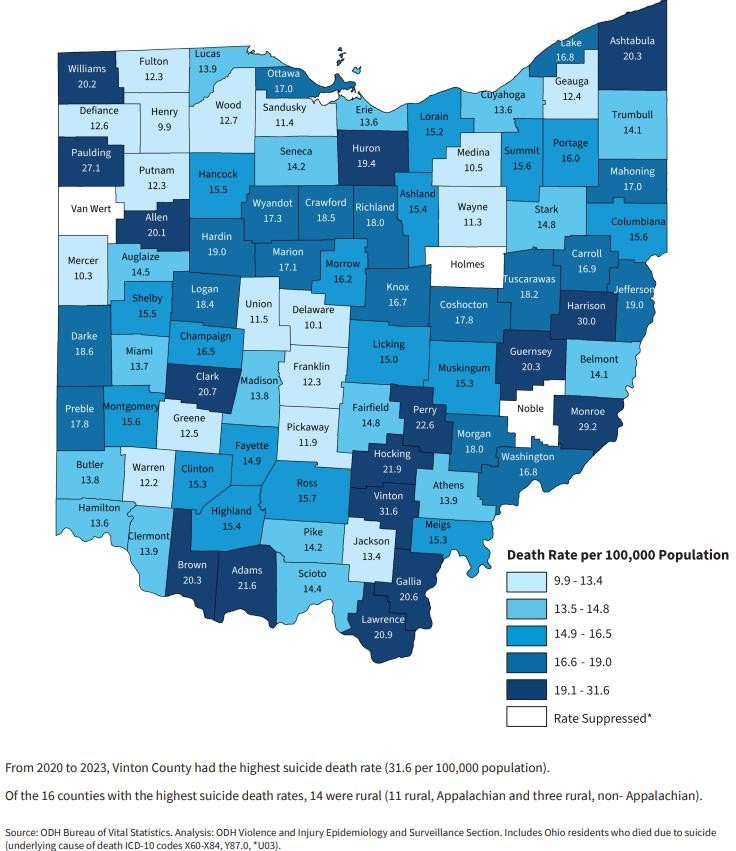 Williams
20.2
Fulton
12.3
Lucas
13.9
Ottawa
17.0
Lake
16.8
Ashtabula
20.3
Geauga
12.4
Cuyahoga
13.6
Defiance
12.6
Henry
9.9
Wood
12.7
Sandusky
11.4
Erie
13.6
Lorain
15.2
Trumbull
14.1
Paulding
27.1
Putnam
12.3
Hancock
15.5
Seneca
14.2
Huron
19.4
Medina
10.5
Summit
15.6
Portage
16.0
Mahoning
17.0
Van Wert
Allen
20.1
Wyandot
17.3
Crawford
18.5
Richland
18.0
Ashland
15.4
Wayne
11.3
Stark
14.8
Columbiana
15.6
Mercer
10.3
Auglaize
14.5
Hardin
19.0
Marion
17.1
Morrow
16.2
Knox
16.7
Holmes
Tuscarawas
18.2
Carroll
16.9
Jefferson
19.0
Shelby
15.5
Logan
18.4
Union
11.5
Delaware
10.1
Coshocton
17.8
Harrison
30.0
Darke
18.6
Miami
13.7
Champaign
16.5
Licking
15.0
Muskingum
15.3
Guernsey
20.3
Belmont
14.1
Clark
20.7
Madison
13.8
Franklin
12.3
Preble
17.8
Montgomery
15.6
Greene
12.5
Fairfield
14.8
Perry
22.6
Noble
Monroe
29.2
Pickaway
11.9
Morgan
18.0
Fayette
14.9
Hocking
21.9
Washington
16.8
Butler
13.8
Warren
12.2
Clinton
15.3
Ross
15.7
Vinton
31.6
Athens
13.9
Hamilton
13.6
Clermont
13.9
Highland
15.4
Pike
14.2
Jackson
13.4
Meigs
15.3
Brown
20.3
Adams
21.6
Scioto
14.4
Gallia
20.6
Lawrence
20.9
Death Rate per 100,000 Population
9.9 - 13.4
13.5 - 14.8
14.9 - 16.5
16.6 - 19.0
19.1 - 31.6
Rate Suppressed*
From 2020 to 2023, Vinton County had the highest suicide death rate (31.6 per 100,000 population).
Of the 16 counties with the highest suicide death rates, 14 were rural (11 rural, Appalachian and three rural, non- Appalachian).
Source: ODH Bureau of Vital Statistics. Analysis: ODH Violence and Injury Epidemiology and Surveillance Section. Includes Ohio residents who died due to suicide
(underlying cause of death ICD-10 codes X60-X84, Y87.0, *U03).